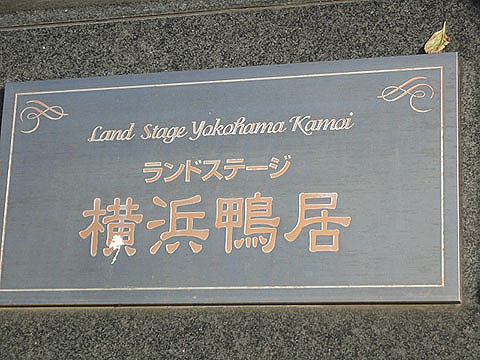 Land Stage Yokohama Kamoi
ランドステージ
横浜鴨居